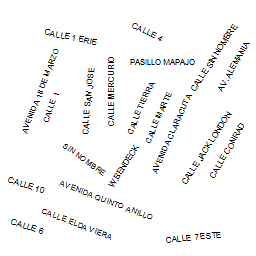 CALLE 4
CALLE 1 ERIE
CALLE SIN NOMBRE
AV. ALEMANIA
PASILLO MAPAJO
AVENIDA 18 DE MARZO
CALLE 1
CALLE SAN JOSE
CALLE MERCURIO
CALLE TIERRA
CALLE MARTE
AVENIDA CLARACUTA
CALLE JACK LONDON
CALLE CONRAD
SIN NOMBRE
W.BENDECK
CALLE 10
AVENIDA QUINTO ANILLO
CALLE ELDA VIERA
CALLE 6
CALLE 7 ESTE